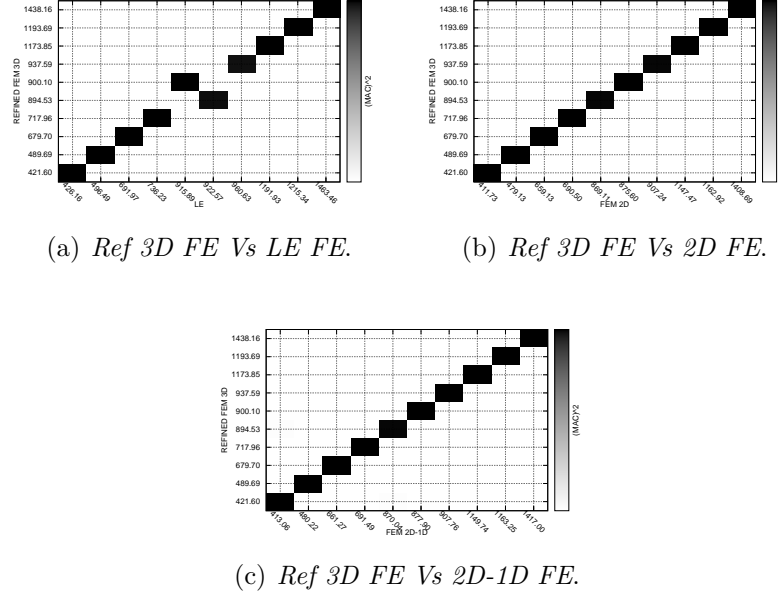 REFINED FEM 3D
1438.16
1193.69
1173.85
937.59
900.10
894.53
717.96
679.70
489.69
421.60
426.16 496.49 691.97 738.23 915.89 922.57 960.63 1191.93 1215.34 1463.46
LE
(MAC)^2
(a) Ref 3D FE Vs LE FE.
REFINED FEM 3D
1438.16
1193.69
1173.85
937.59
900.10
894.53
717.96
679.70
489.69
421.60
411.73 479.13 659.13 690.50 869.11 875.60 907.24 1147.47 1162.92 1408.69
FEM 2D
(b) Ref 3D FE Vs 2D FE.
REFINED FEM 3D
1438.16
1193.69
1173.85
937.59
900.10
894.53
717.96
679.70
489.69
421.60
413.06 480.22 661.27 691.49 870.04 877.90 907.76 1149.74 1163.25 1417.00
FEM 2D-1D
(MAC)^2
(c) Ref 3D FE Vs 2D-1D FE.